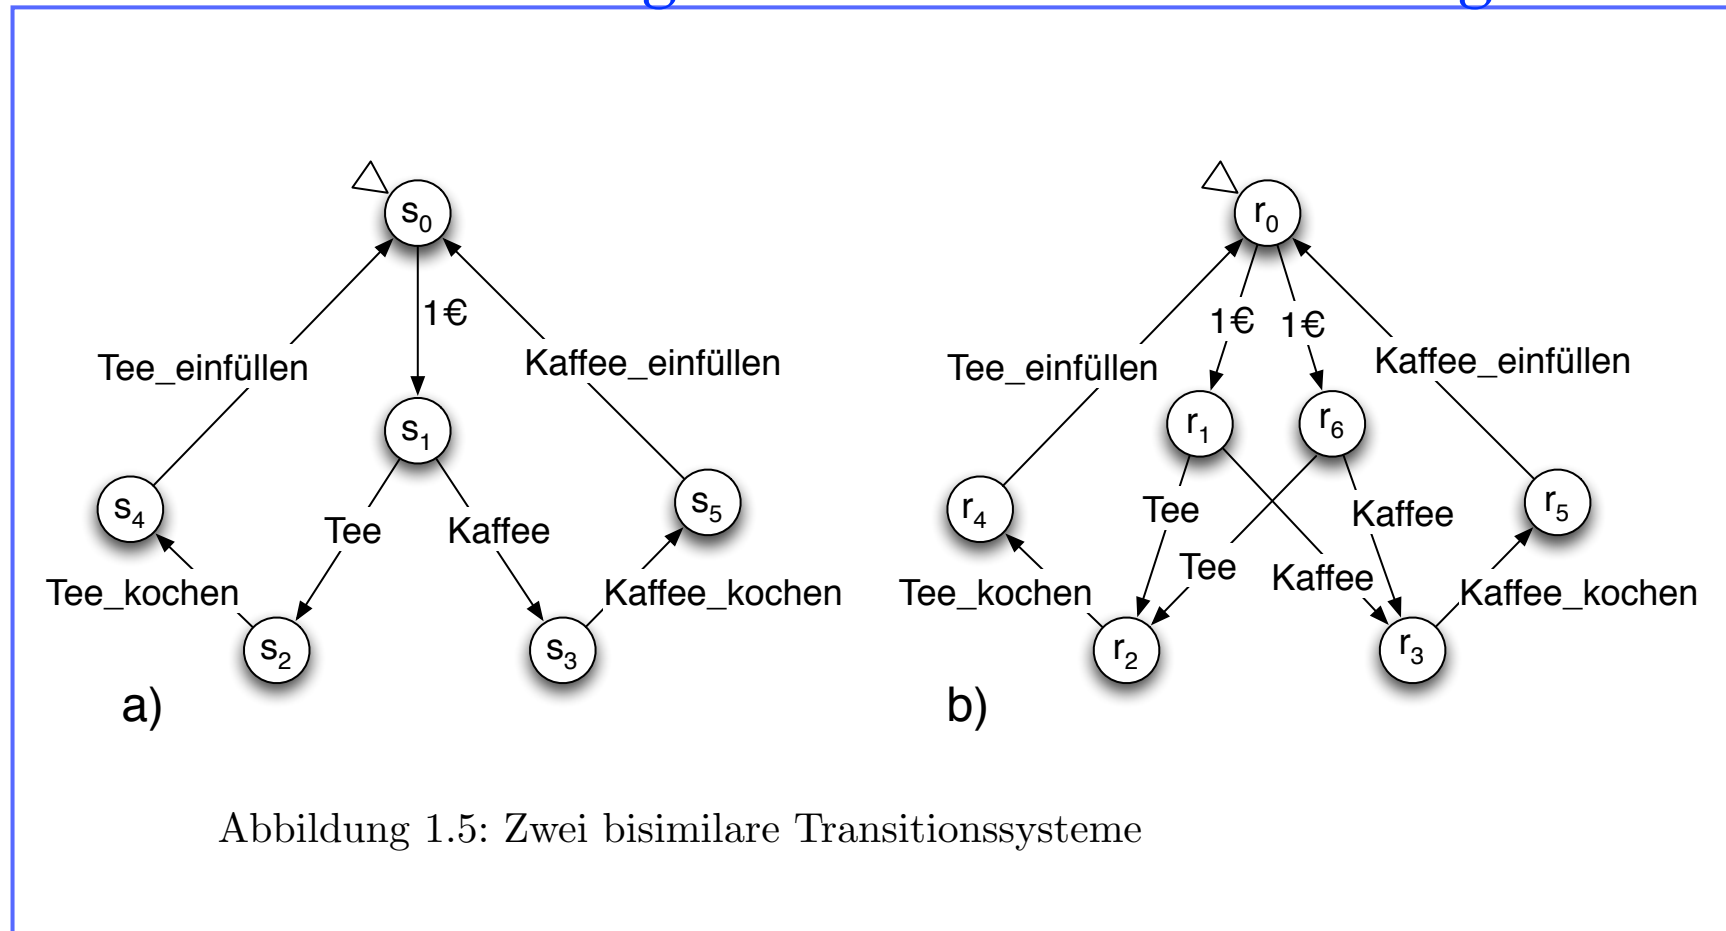 s0
r0
1€
1€ 1€
Tee_einfüllen
Kaffee_einfüllen
Tee_einfüllen
Kaffee_einfüllen
s1
r1
r6
s4
s5
r4
r5
Tee
Kaffee
Tee
Kaffee
Tee_kochen
Kaffee_kochen
Tee_kochen
Tee
Kaffee
Kaffee_kochen
s2
s3
r2
r3
a)
b)
Abbildung 1.5: Zwei bisimilare Transitionssysteme